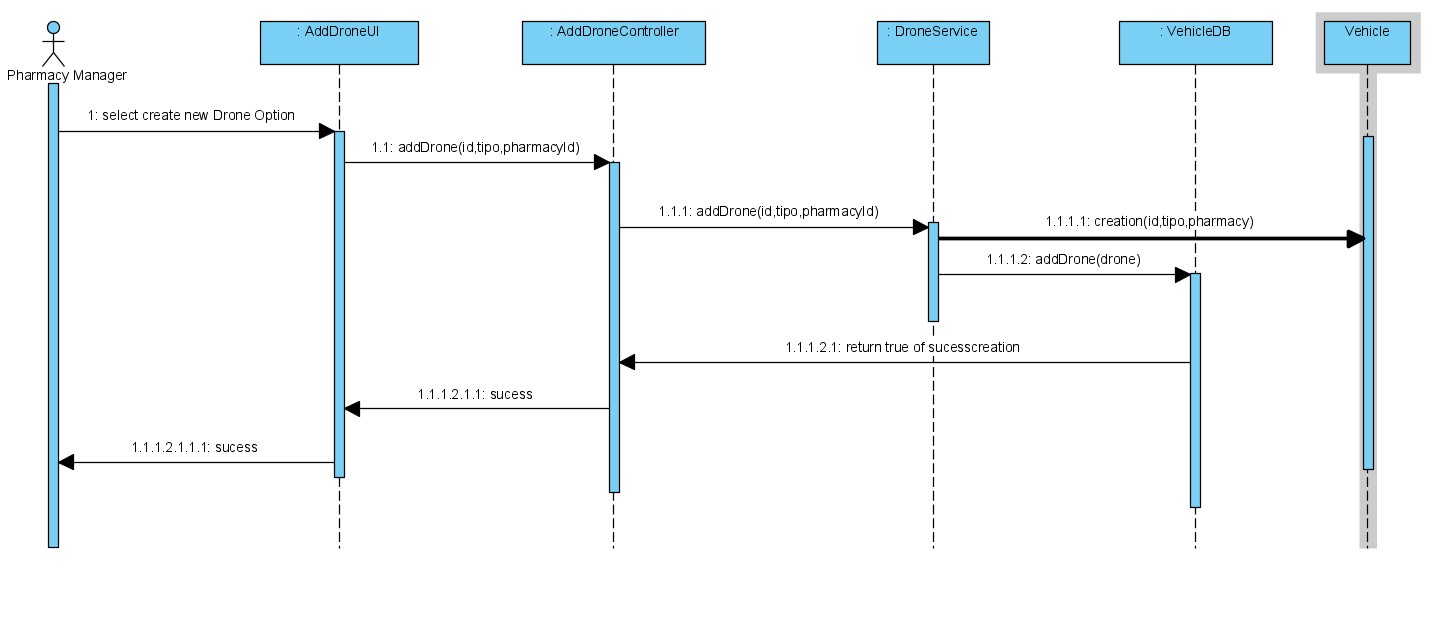 : AddDroneUI
: AddDroneController
: DroneService
: VehicleDB
Vehicle
Pharmacy Manager
1: select create new Drone Option
1.1: addDrone(id,tipo,pharmacyId)
1.1.1: addDrone(id,tipo,pharmacyId)
1.1.1.1: creation(id,tipo,pharmacy)
1.1.1.2: addDrone(drone)
1.1.1.2.1: return true of sucesscreation
1.1.1.2.1.1: sucess
1.1.1.2.1.1.1: sucess